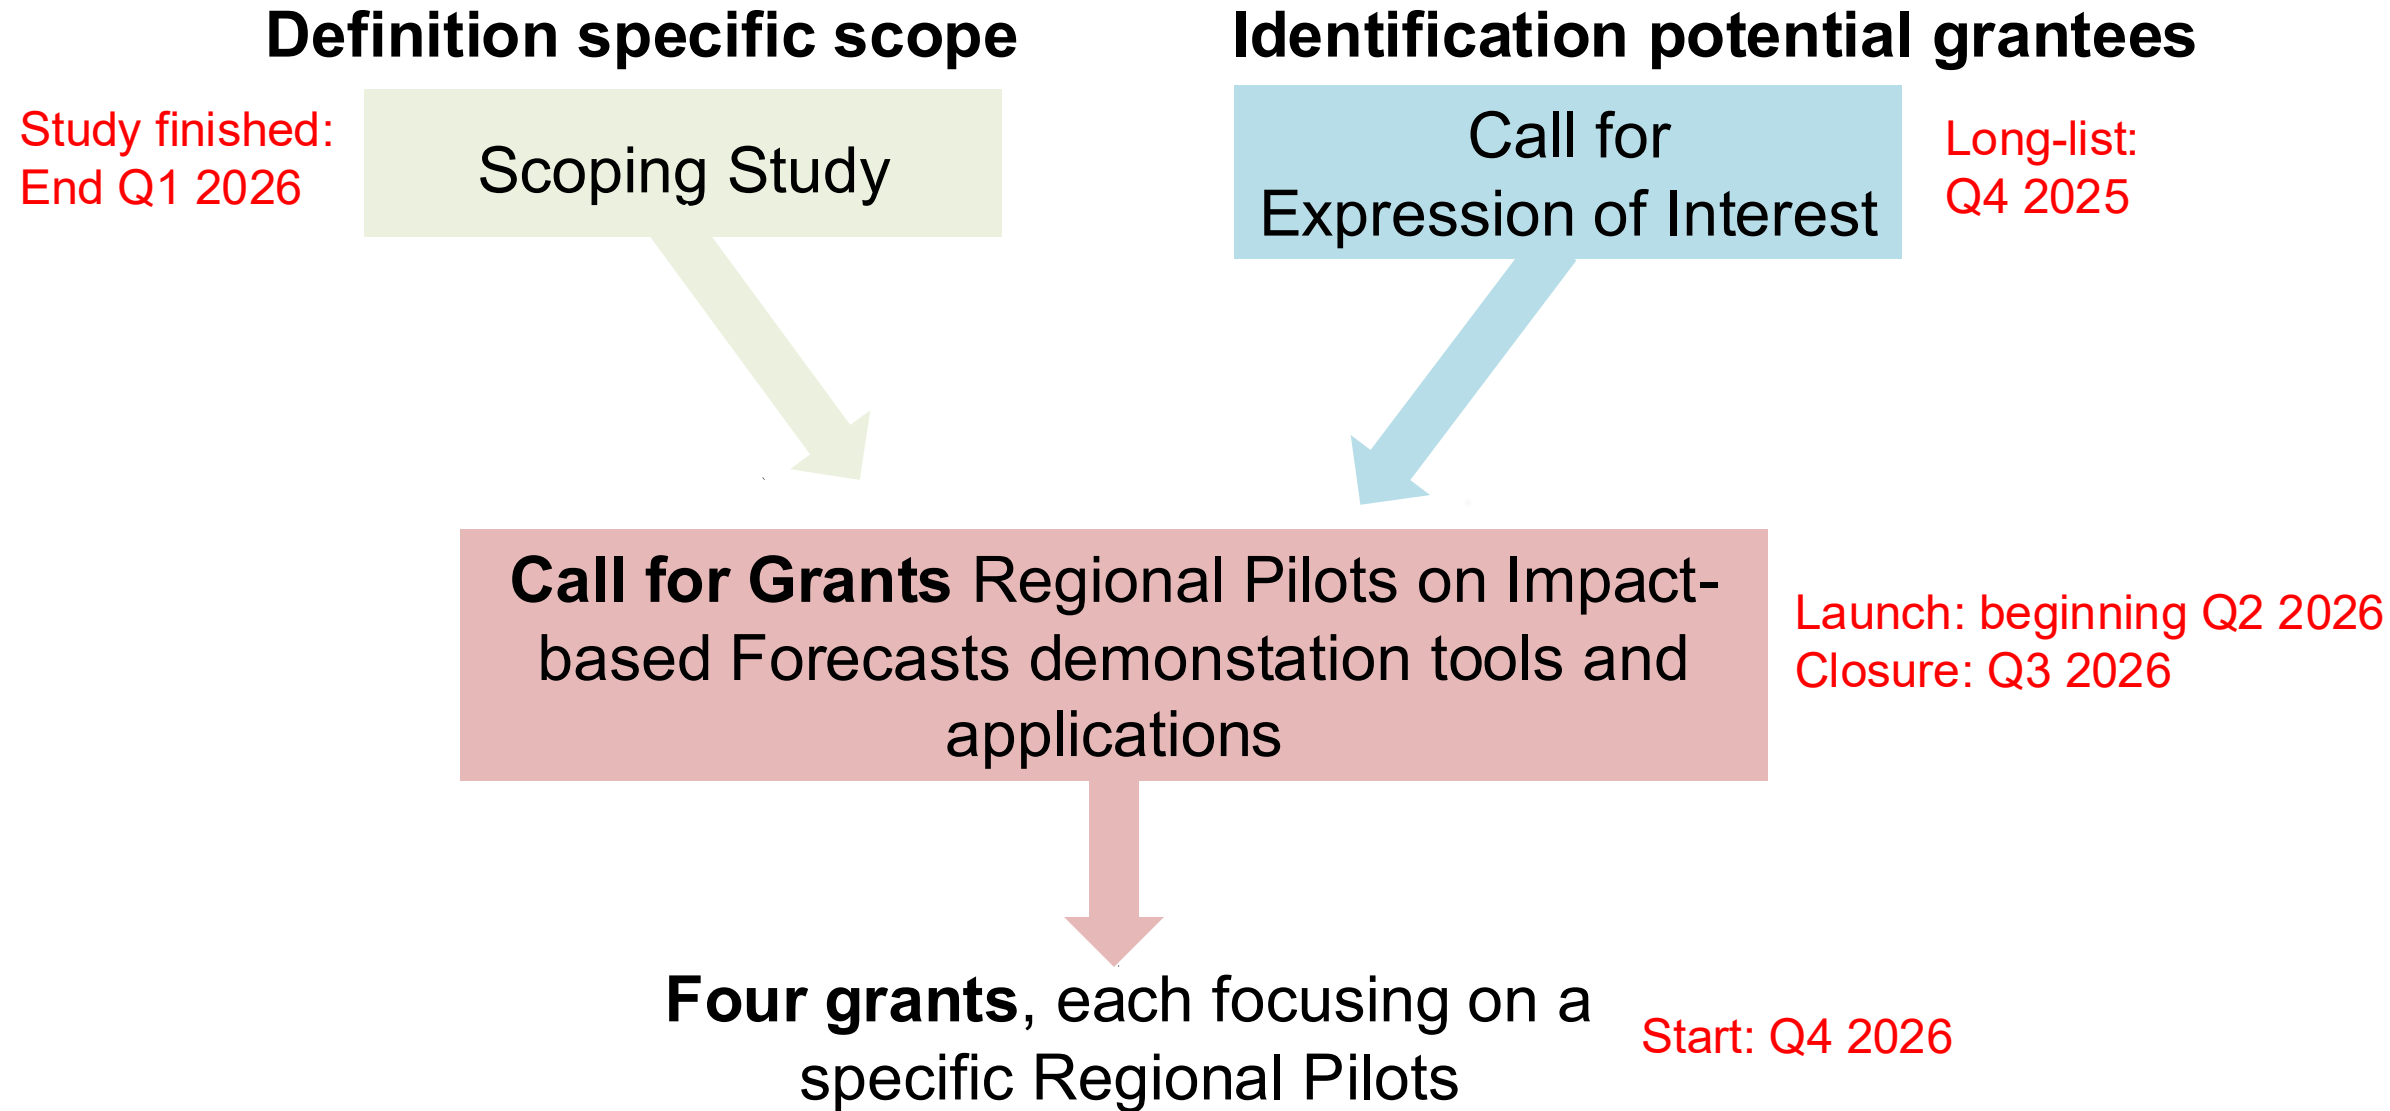 Definition specific scope
Identification potential grantees
Study finished:
End Q1 2026
Scoping Study
Call for
Expression of Interest
Long-list:
Q4 2025
Call for Grants Regional Pilots on Impact-
based Forecasts demonstation tools and
applications
Launch: beginning Q2 2026
Closure: Q3 2026
Four grants, each focusing on a
specific Regional Pilots
Start: Q4 2026